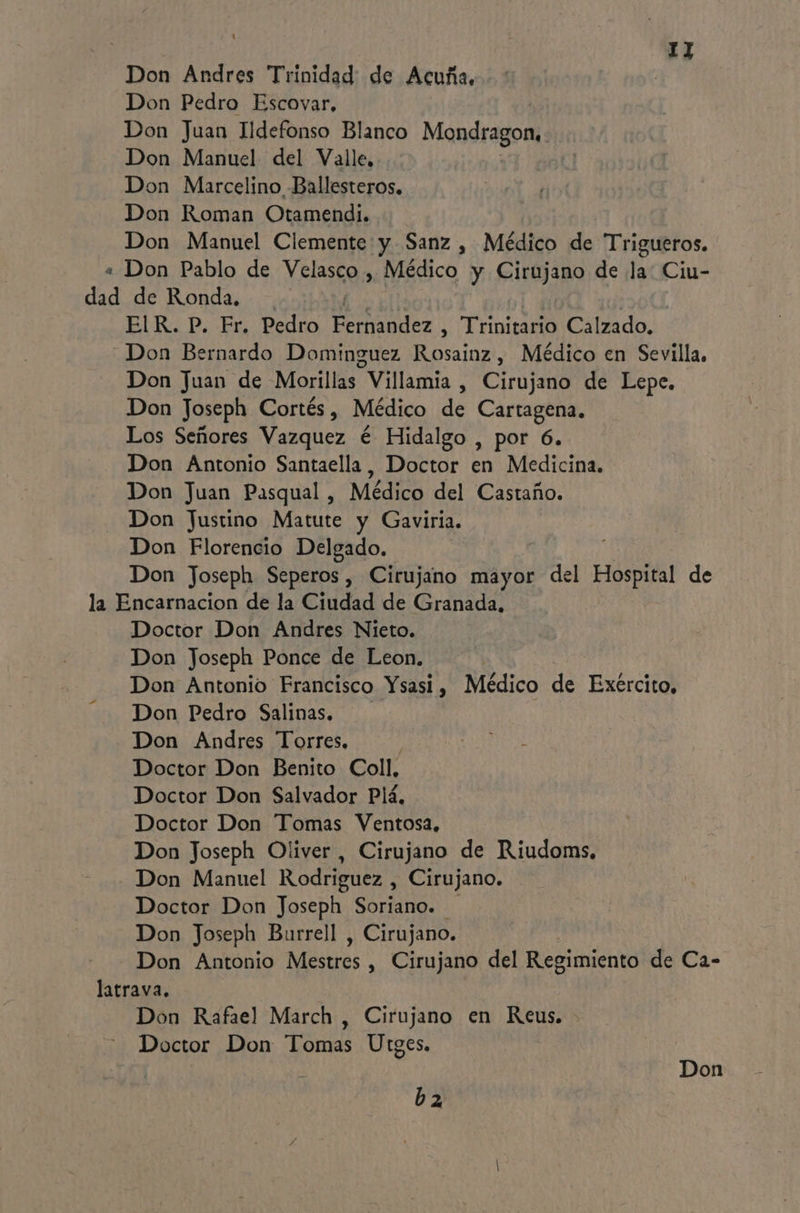 II
Don Andres Trinidad de Acuña.
Don Pedro Escovar.
Don Juan Ildefonso Blanco Mondragon.
Don Manuel del Valle.
Don Marcelino Ballesteros.
Don Roman Otamendi.
Don Manuel Clemente y Sanz, Médico de Trigueros.
Don Pablo de Velasco, Médico y Cirujano de la Ciu-
dad de Ronda.
El R. P. Fr. Pedro Fernandez, Trinitario Calzado.
Don Bernardo Dominguez Rosainz, Médico en Sevilla.
Don Juan de Morillas Villamia, Cirujano de Lepe.
Don Joseph Cortés, Médico de Cartagena.
Los Señores Vazquez é Hidalgo, por 6.
Don Antonio Santaella, Doctor en Medicina.
Don Juan Pasqual, Médico del Castaño.
Don Justino Matute y Gaviria.
Don Florencio Delgado.
Don Joseph Seperos, Cirujano mayor del Hospital de
la Encarnacion de la Ciudad de Granada.
Doctor Don Andres Nieto.
Don Joseph Ponce de Leon.
Don Antonio Francisco Ysasi, Médico de Exército.
Don Pedro Salinas.
Don Andres Torres.
Doctor Don Benito Coll.
Doctor Don Salvador Plá.
Doctor Don Tomas Ventosa.
Don Joseph Oliver, Cirujano de Riudoms.
Don Manuel Rodriguez, Cirujano.
Doctor Don Joseph Soriano.
Don Joseph Burrell, Cirujano.
Don Antonio Mestres, Cirujano del Regimiento de Ca-
latrava.
Don Rafael March, Cirujano en Reus.
Doctor Don Tomas Utges.
Don
b2